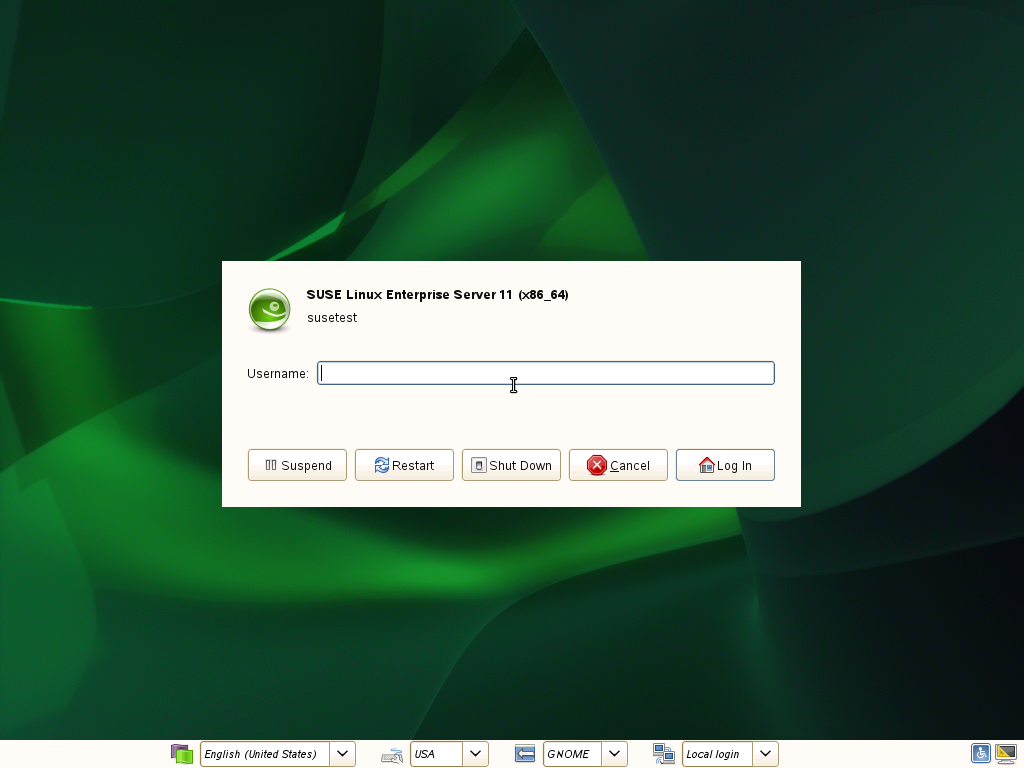 SUSE Linux Enterprise Server 11 (x86_64)
susetest
Username:
Suspend Restart Shut Down Cancel Log In
English (United States) USA GNOME Local login